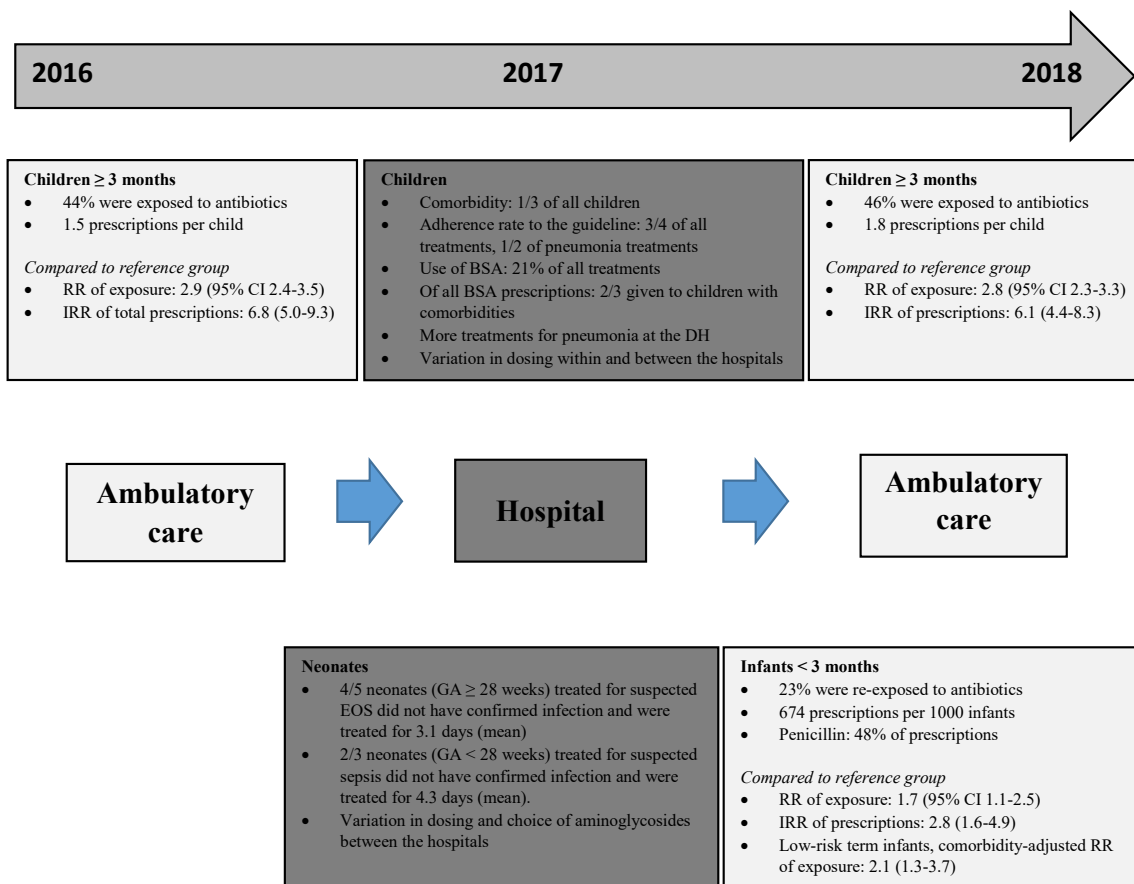 2016 2017 2018
Children ≥ 3 months
• 44% were exposed to antibiotics
• 1.5 prescriptions per child
Compared to reference group
• RR of exposure: 2.9 (95% CI 2.4-3.5)
• IRR of total prescriptions: 6.8 (5.0-9.3)
Children
• Comorbidity: 1/3 of all children
• Adherence rate to the guideline: 3/4 of all
treatments, 1/2 of pneumonia treatments
• Use of BSA: 21% of all treatments
• Of all BSA prescriptions: 2/3 given to children with
comorbidities
• More treatments for pneumonia at the DH
• Variation in dosing within and between the hospitals
Children ≥ 3 months
• 46% were exposed to antibiotics
• 1.8 prescriptions per child
Compared to reference group
• RR of exposure: 2.8 (95% CI 2.3-3.3)
• IRR of prescriptions: 6.1 (4.4-8.3)
Ambulatory
care
Hospital
Ambulatory
care
Neonates
• 4/5 neonates (GA ≥ 28 weeks) treated for suspected
EOS did not have confirmed infection and were
treated for 3.1 days (mean)
• 2/3 neonates (GA < 28 weeks) treated for suspected
sepsis did not have confirmed infection and were
treated for 4.3 days (mean).
• Variation in dosing and choice of aminoglycosides
between the hospitals
Infants < 3 months
• 23% were re-exposed to antibiotics
• 674 prescriptions per 1000 infants
• Penicillin: 48% of prescriptions
Compared to reference group
• RR of exposure: 1.7 (95% CI 1.1-2.5)
• IRR of prescriptions: 2.8 (1.6-4.9)
• Low-risk term infants, comorbidity-adjusted RR
of exposure: 2.1 (1.3-3.7)